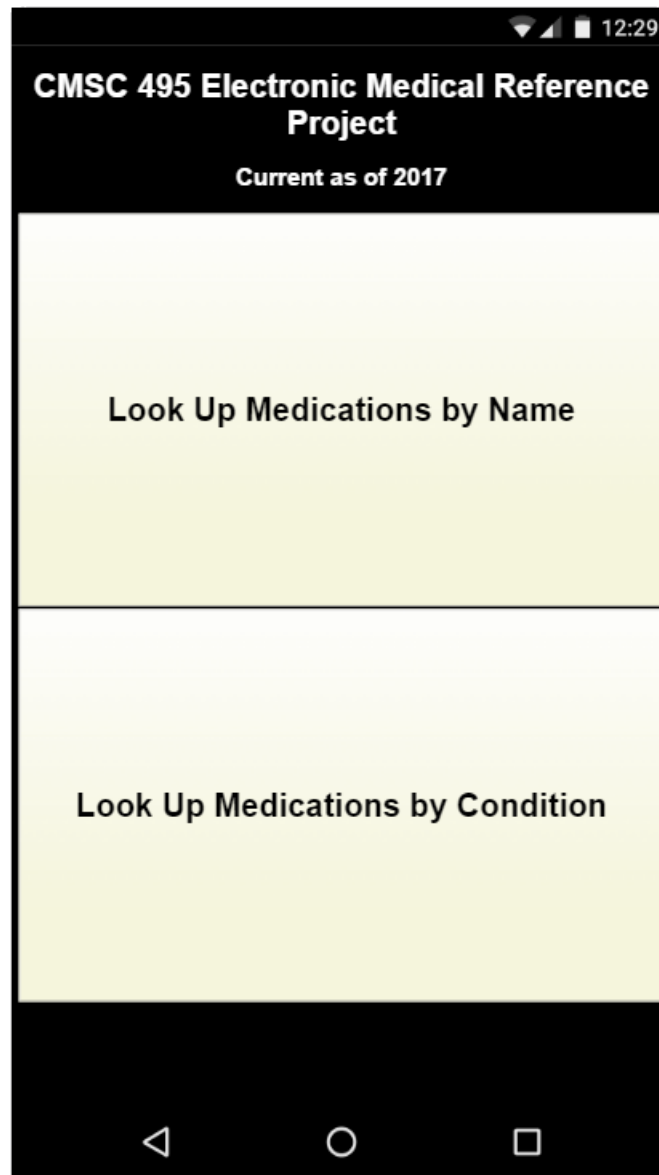 12:29
CMSC 495 Electronic Medical Reference
Project
Current as of 2017
Look Up Medications by Name
Look Up Medications by Condition